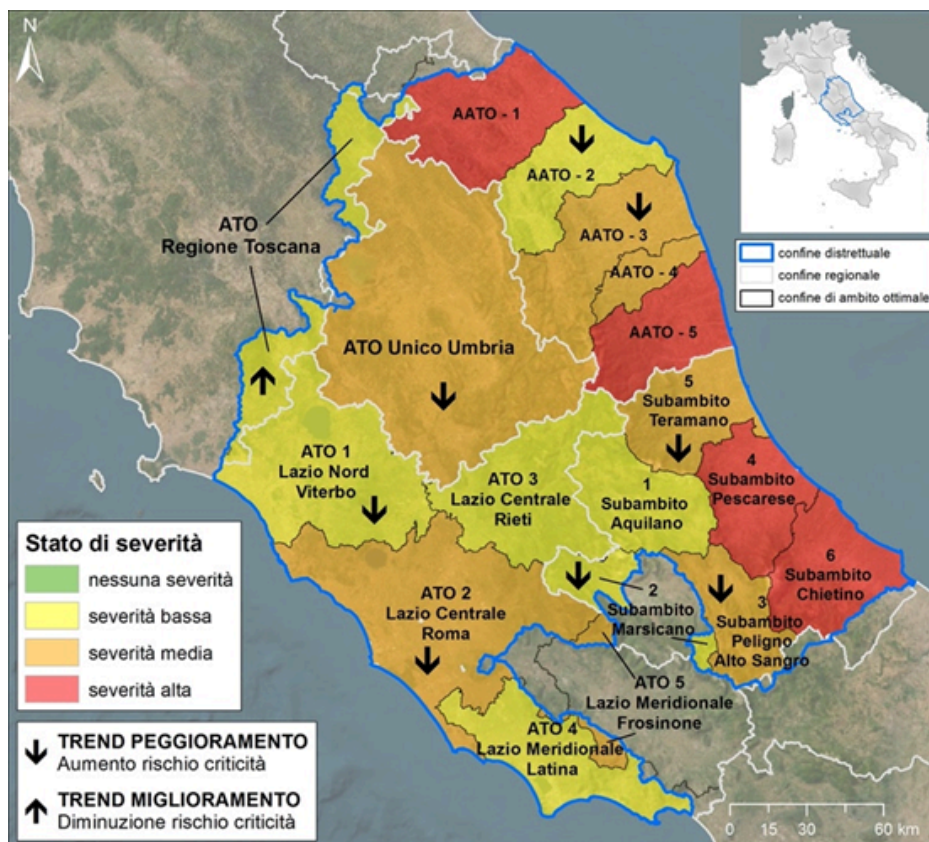 N
AATO - 1
AATO - 2
AATO - 3
AATO - 4
AATO - 5
ATO
Regione Toscana
ATO Unico Umbria
5
Subambito
Teramano
4
Subambito
Pescarese
ATO 1
Lazio Nord
Viterbo
ATO 3
Lazio Centrale
Rieti
1
Subambito
Aquilano
6
Subambito
Chietino
ATO 2
Lazio Centrale
Roma
2
Subambito
Marsicano
3
Subambito
Peligno
Alto Sangro
ATO 5
Lazio Meridionale
Frosinone
ATO 4
Lazio Meridionale
Latina
confine distrettuale
confine regionale
confine di ambito ottimale
Stato di severità
nessuna severità
severità bassa
severità media
severità alta
TREND PEGGIORAMENTO
Aumento rischio criticità
TREND MIGLIORAMENTO
Diminuzione rischio criticità
0 15 30 60 km